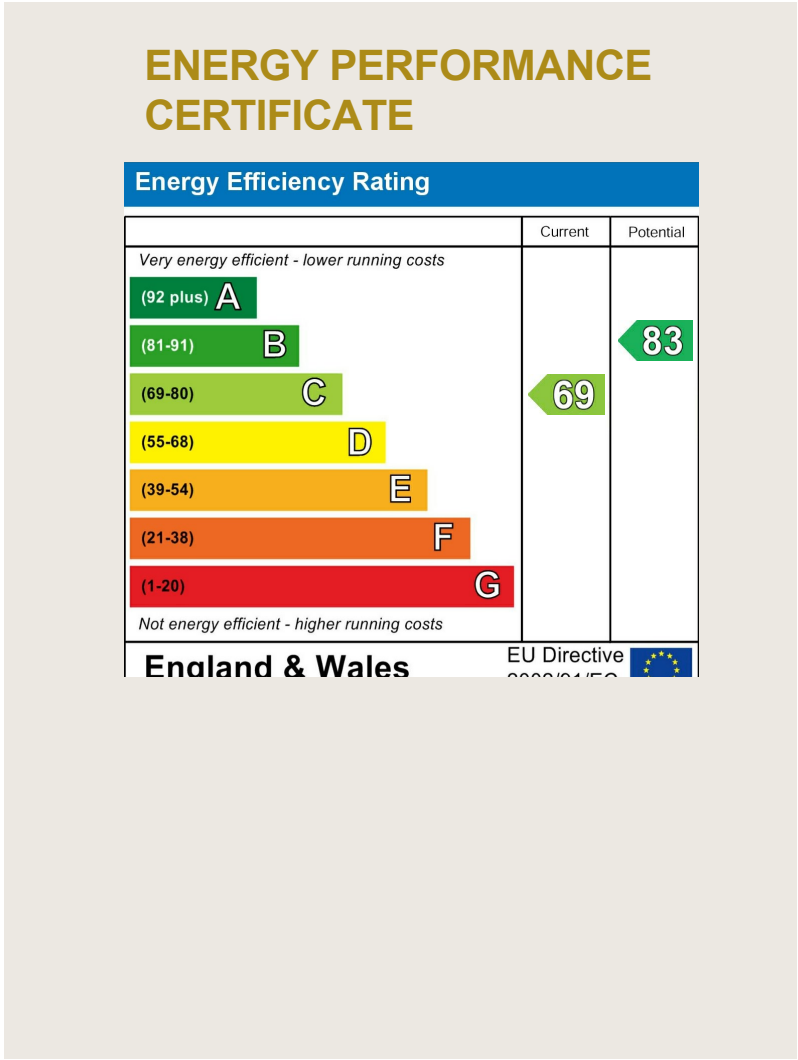 ENERGY PERFORMANCE
CERTIFICATE
Energy Efficiency Rating
Current Potential
Very energy efficient - lower running costs
(92 plus) A
(81-91) B
83
(69-80) C
69
(55-68) D
(39-54) E
(21-38) F
(1-20) G
Not energy efficient - higher running costs
England & Wales
EU Directive